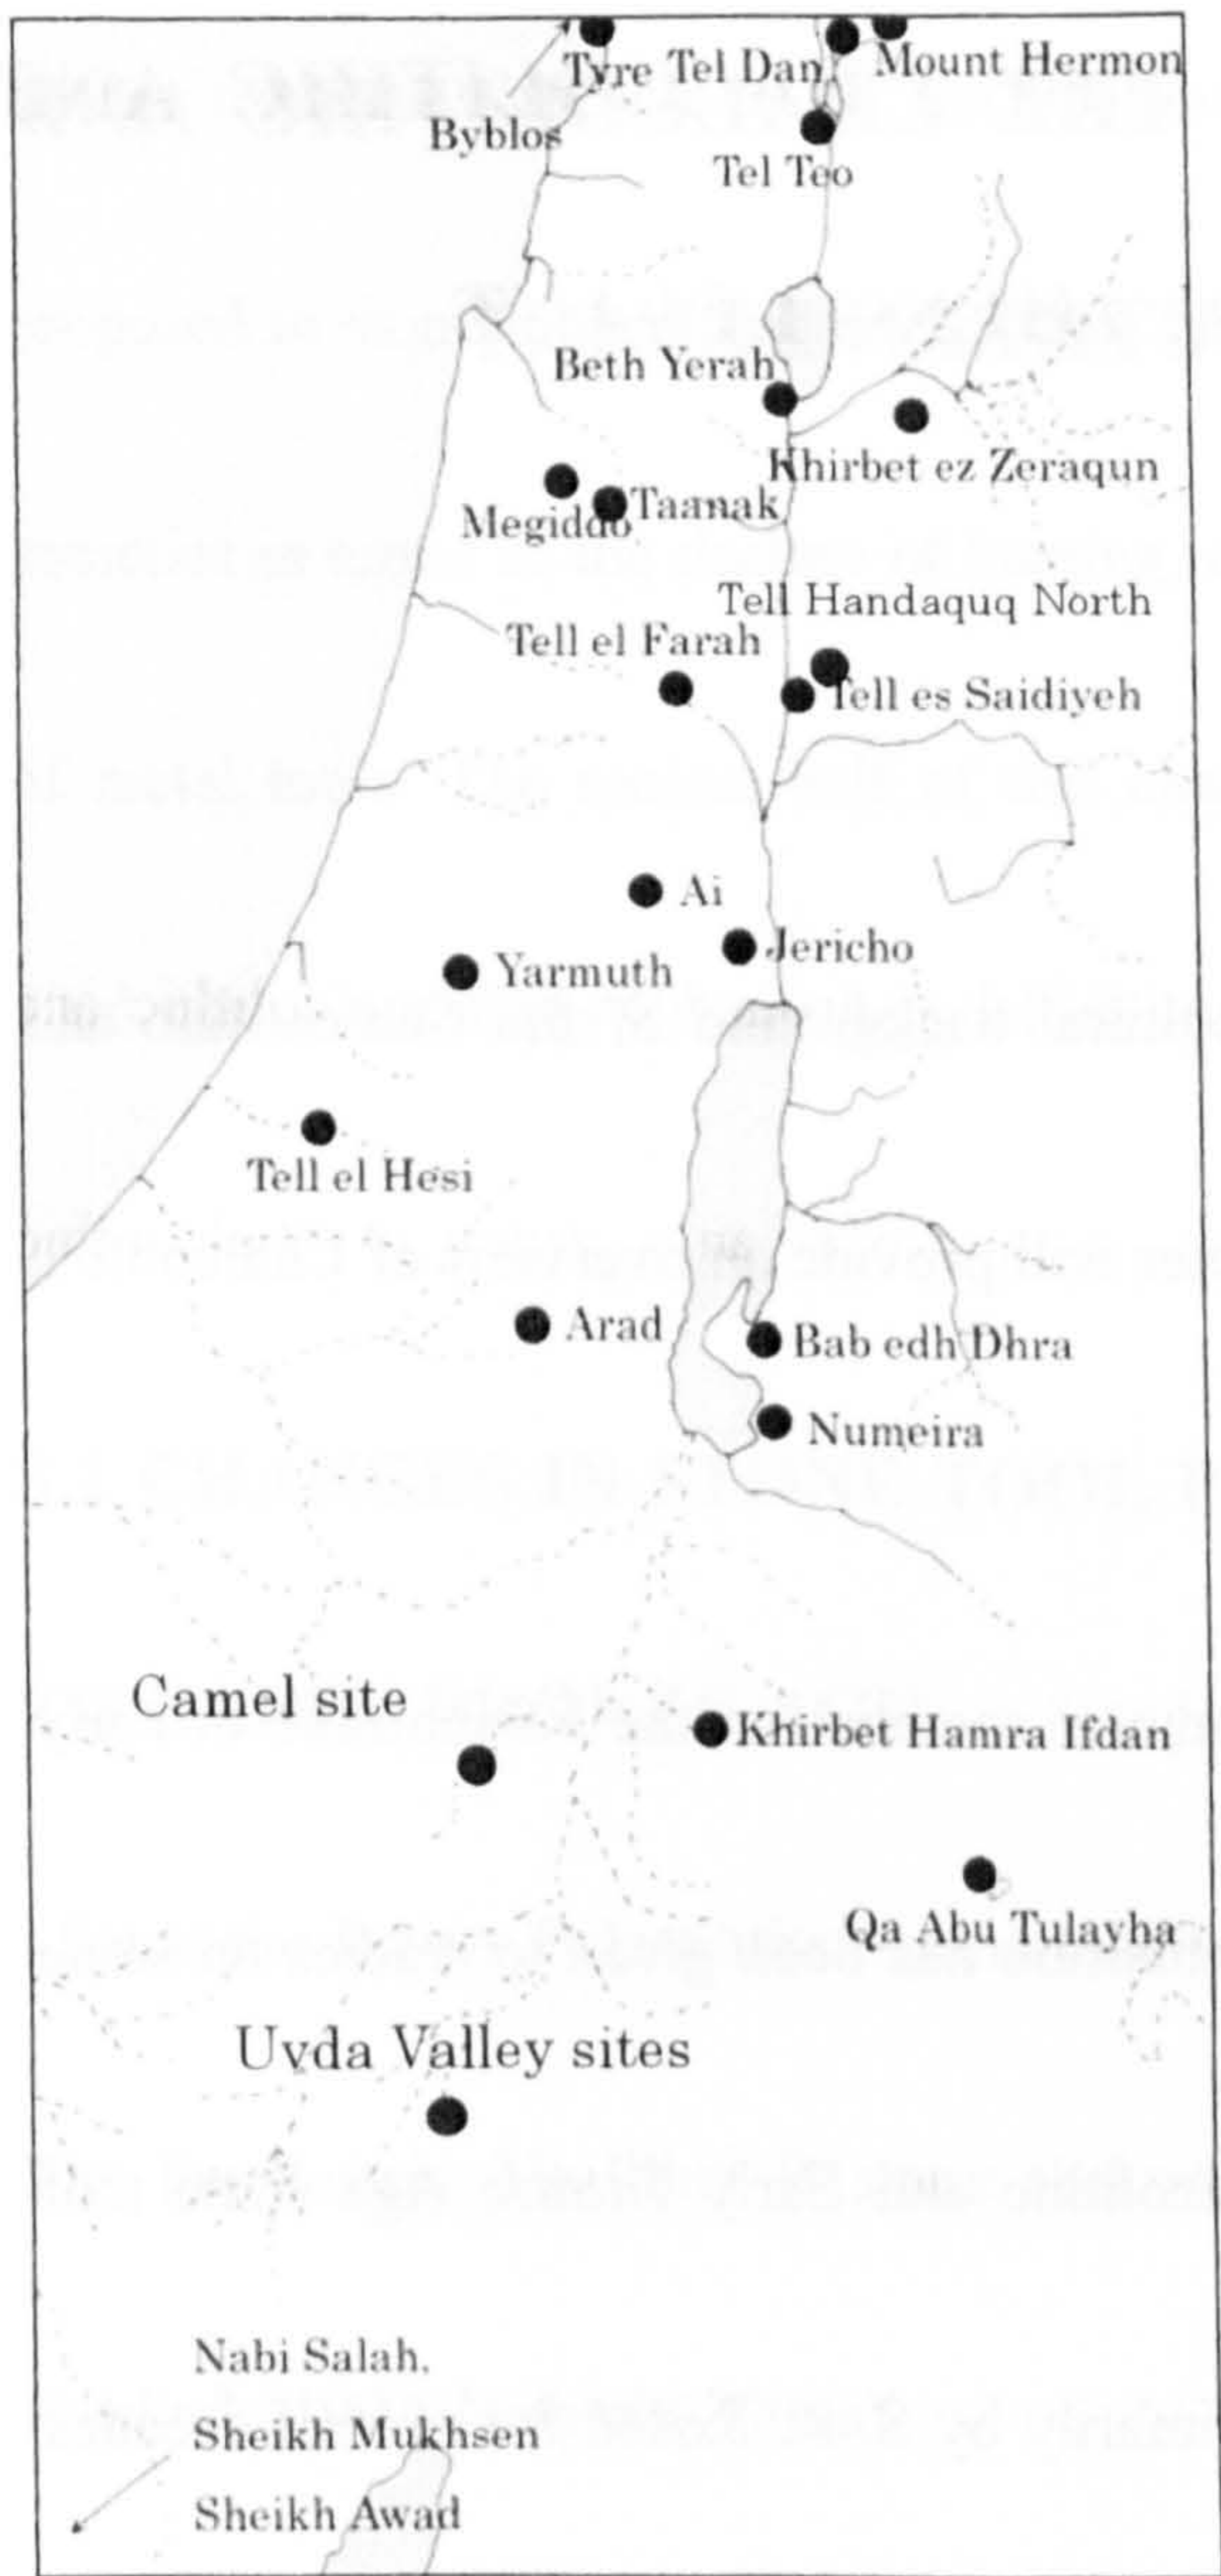 Tyre Tel Dan, Mount Hermon
Byblos
Tel Teo
Beth Yerah
Khirbet ez Zeraqun
Megiddo
Taanak
Tell Handaquq North
Tell el Farah
Tell es Saidiyeh
Ai
Jericho
Yarmuth
Tell el Hesi
Arad
Bab edh Dhra
Numeira
Camel site
Khirbet Hamra Ifdan
Qa Abu Tulayha
Uvda Valley sites
Nabi Salah,
Sheikh Mukhsen
Sheikh Awad